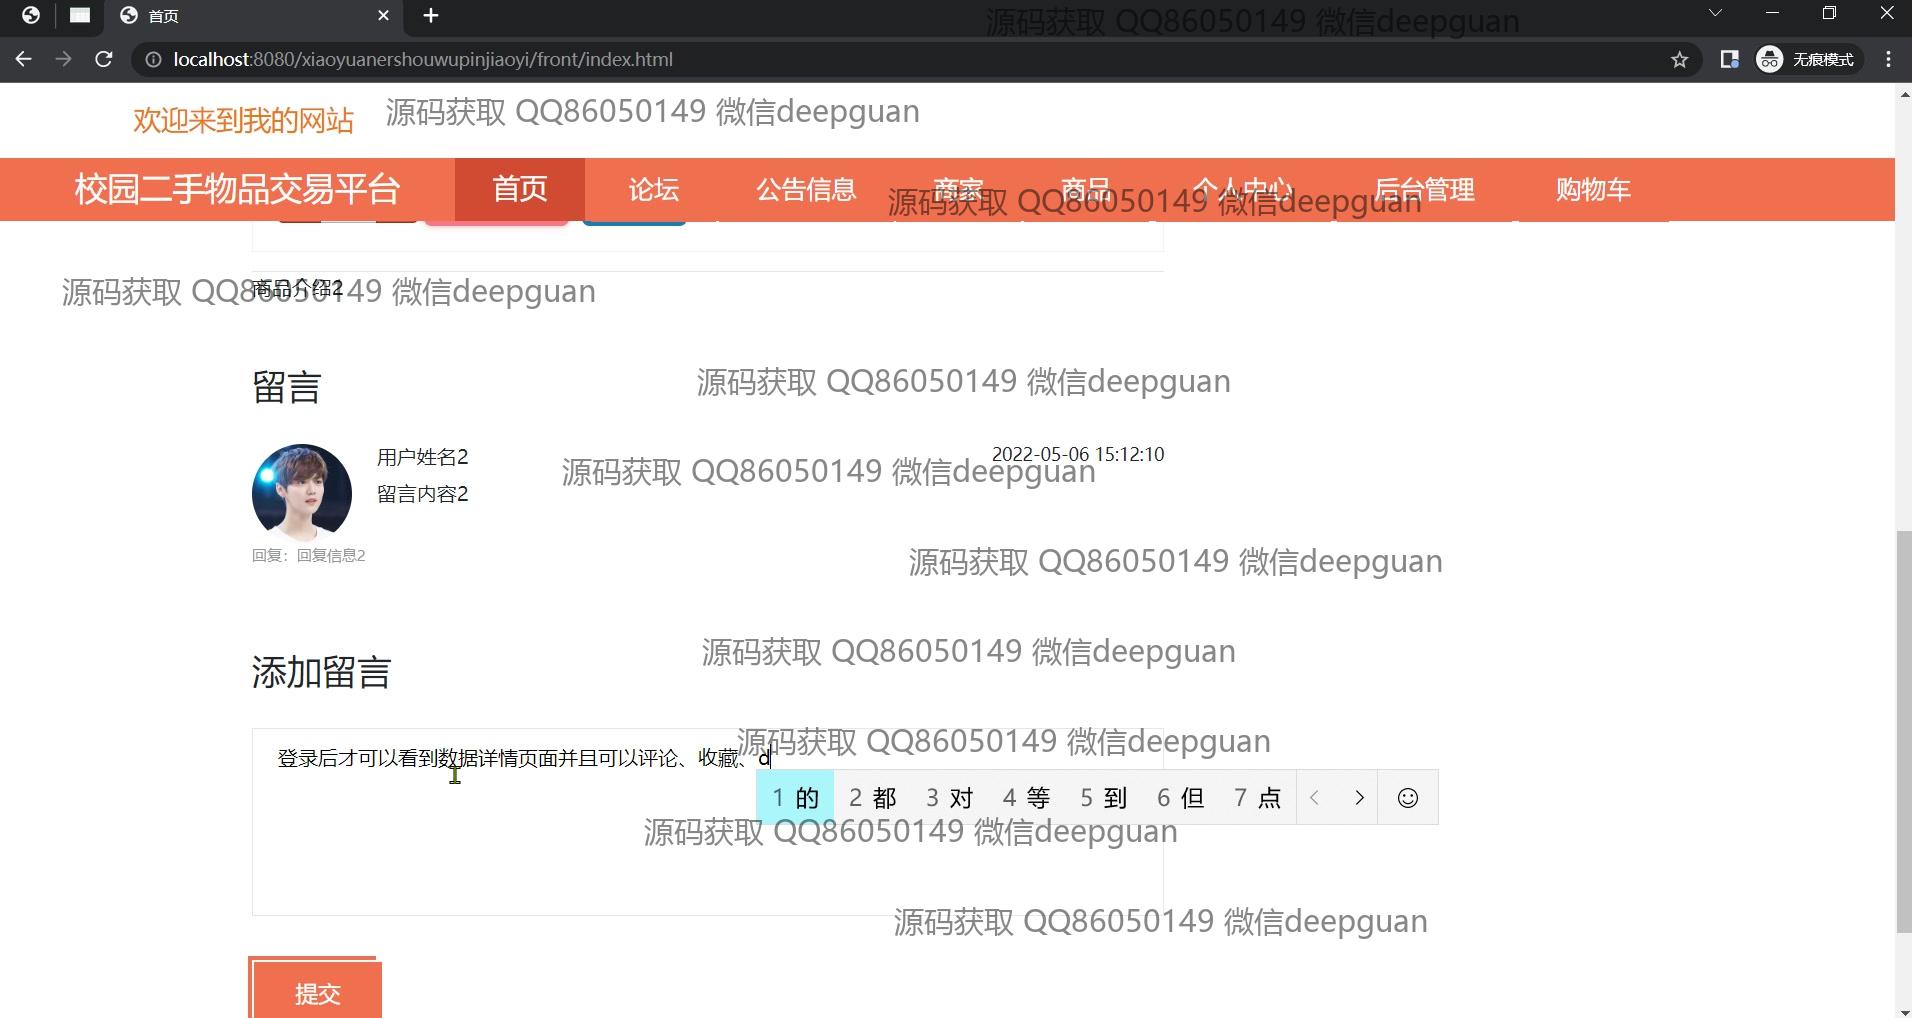 首页
源码获取 QQ86050149 微信deepguan
localhost:8080/xiaoyuanershouwupinjiaoyi/front/index.html
无痕模式
欢迎来到我的网站
源码获取 QQ86050149 微信deepguan
校园二手物品交易平台
首页
论坛
公告信息
商家
商品
个人中心
后台管理
购物车
源码获取 QQ86050149 微信deepguan
商品介绍2
源码获取 QQ86050149 微信deepguan
留言
源码获取 QQ86050149 微信deepguan
用户姓名2
2022-05-06 15:12:10
源码获取 QQ86050149 微信deepguan
留言内容2
回复：回复信息2
源码获取 QQ86050149 微信deepguan
添加留言
源码获取 QQ86050149 微信deepguan
源码获取 QQ86050149 微信deepguan
登录后才可以看到数据详情页面并且可以评论、收藏、d
1 的 2 都 3 对 4 等 5 到 6 但 7 点
源码获取 QQ86050149 微信deepguan
源码获取 QQ86050149 微信deepguan
提交